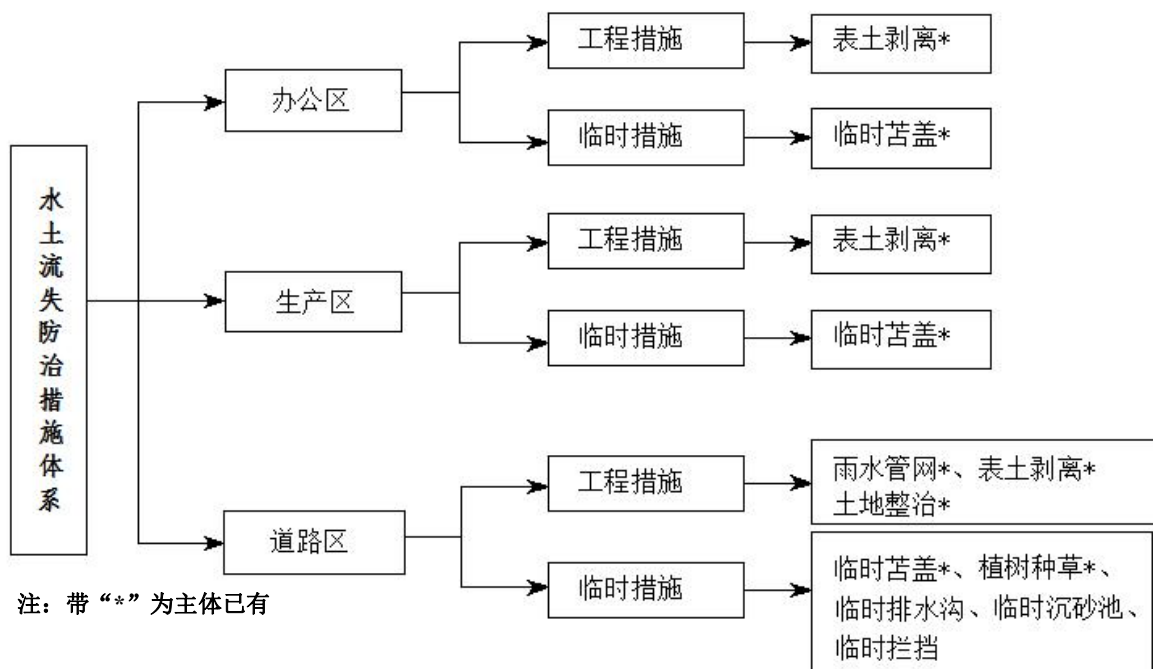 水土流失防治措施体系
办公区
工程措施
表土剥离*
临时措施
临时苫盖*
生产区
工程措施
表土剥离*
临时措施
临时苫盖*
道路区
工程措施
雨水管网*、表土剥离*
土地整治*
临时措施
临时苫盖*、植树种草*、
临时排水沟、临时沉砂池、
临时拦挡
注：带“*”为主体已有